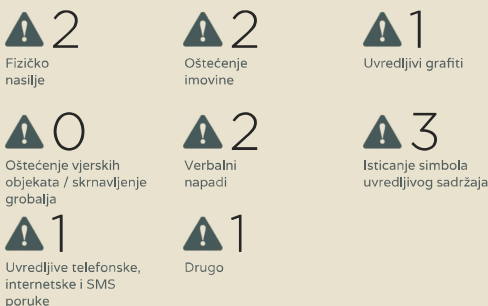 2
Fizičko
nasilje
2
Oštećenje
imovine
1
Uvredljivi grafiti
0
Oštećenje vjerskih
objekata / skrnavljenje
grobalja
2
Verbalni
napadi
3
Isticanje simbola
uvredljivog sadržaja
1
Uvredljive telefonske,
internetske i SMS
poruke
1
Drugo